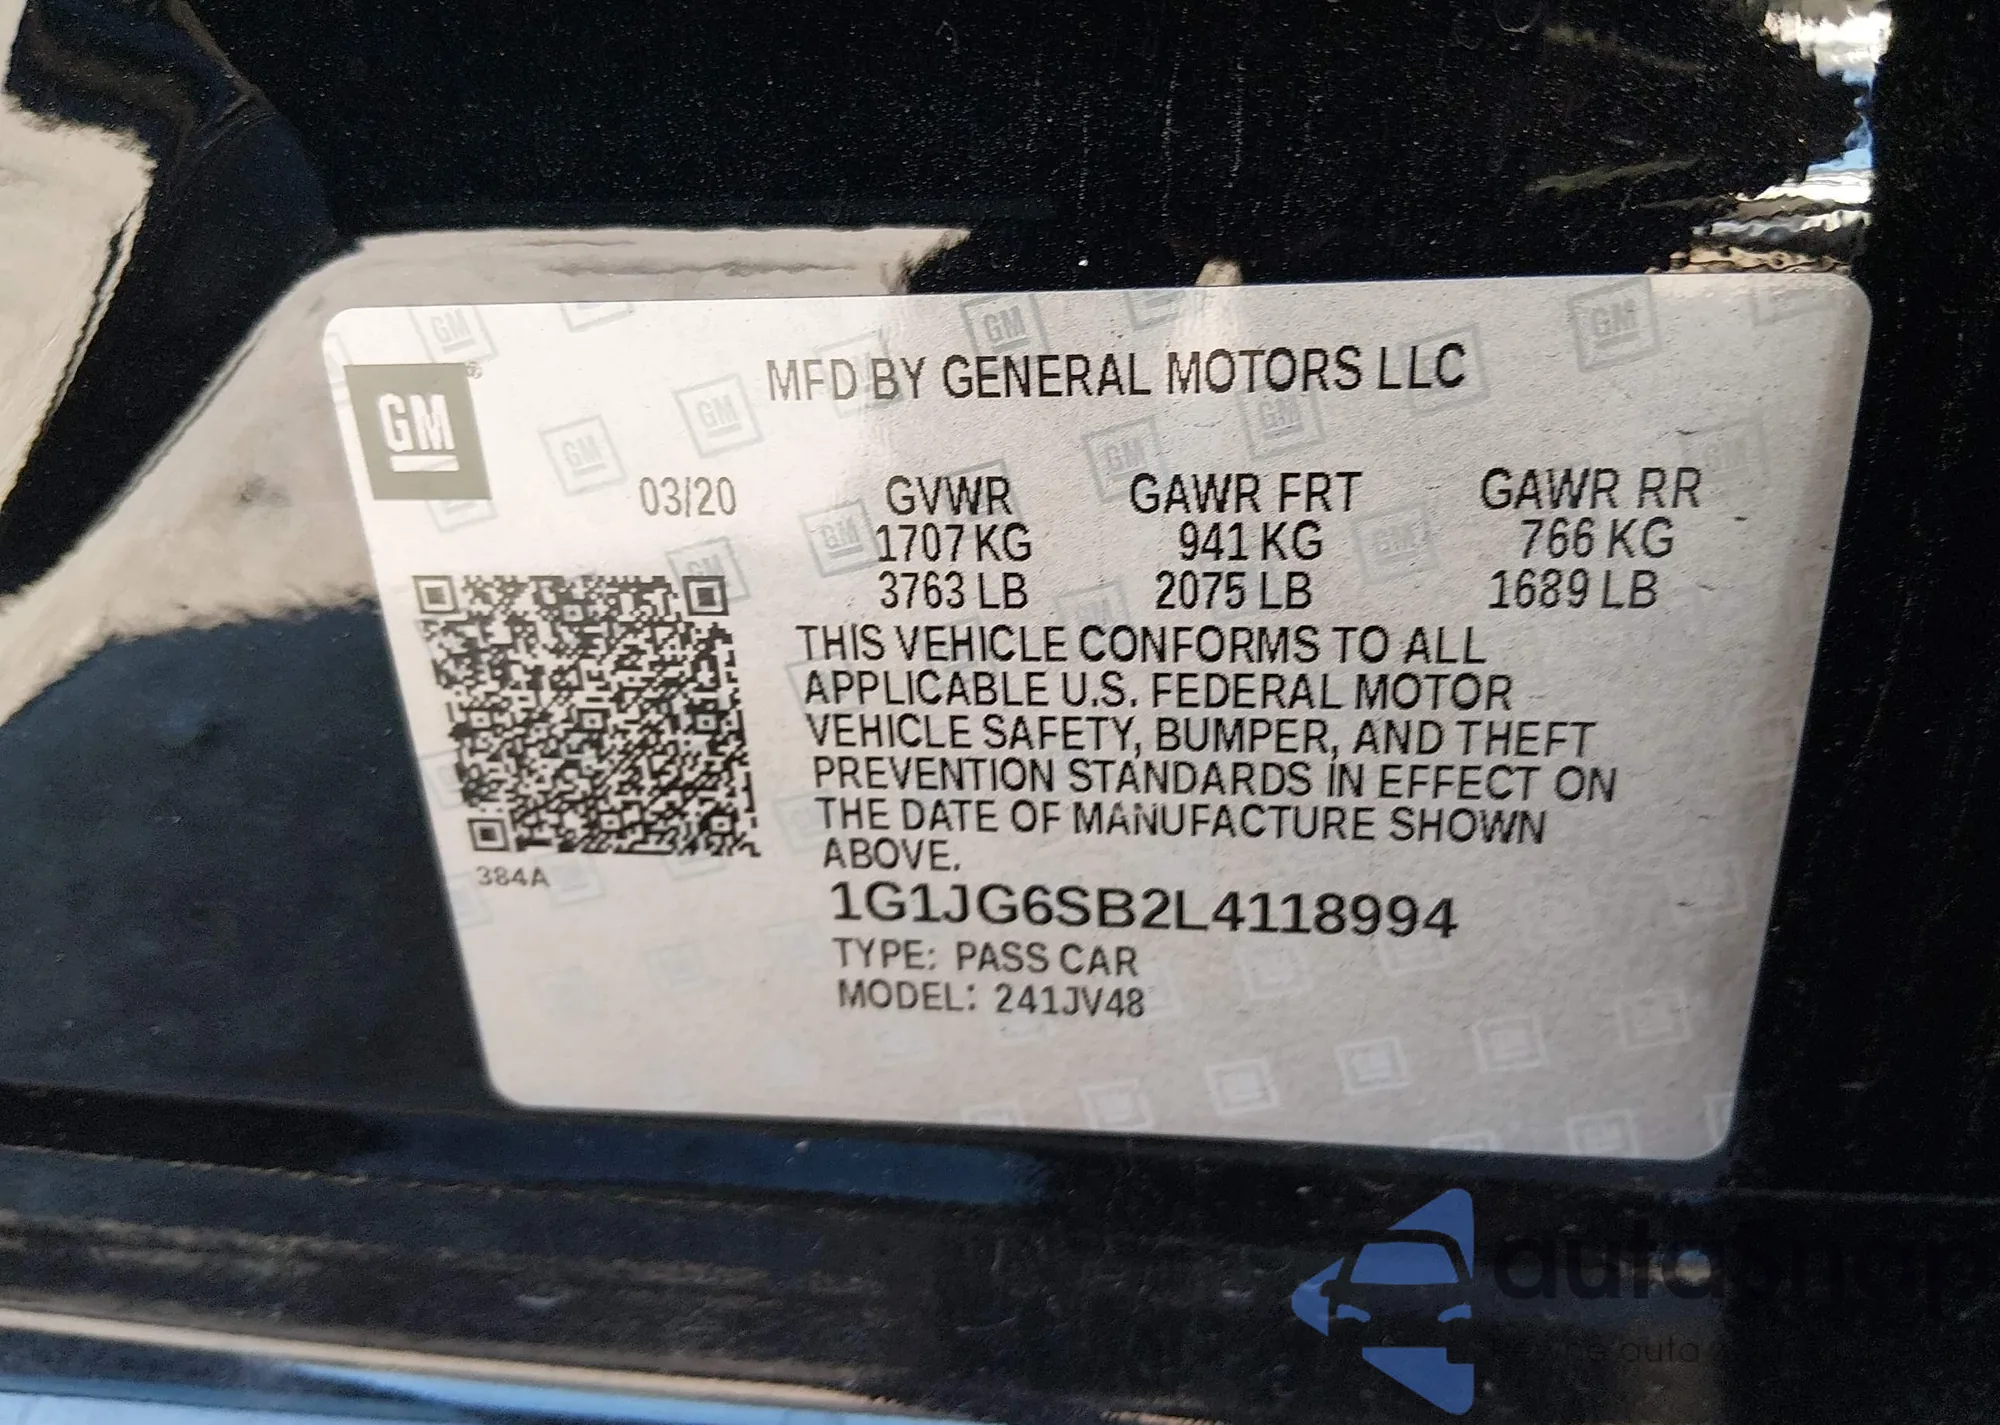 MFD BY GENERAL MOTORS LLC
GM
03/20 GVWR GAWR FRT GAWR RR
1707 KG 941 KG 766 KG
3763 LB 2075 LB 1689 LB
THIS VEHICLE CONFORMS TO ALL
APPLICABLE U.S. FEDERAL MOTOR
VEHICLE SAFETY, BUMPER, AND THEFT
PREVENTION STANDARDS IN EFFECT ON
THE DATE OF MANUFACTURE SHOWN
ABOVE.
384A
1G1JG6SB2L4118994
TYPE: PASS CAR
MODEL: 241JV48
auto